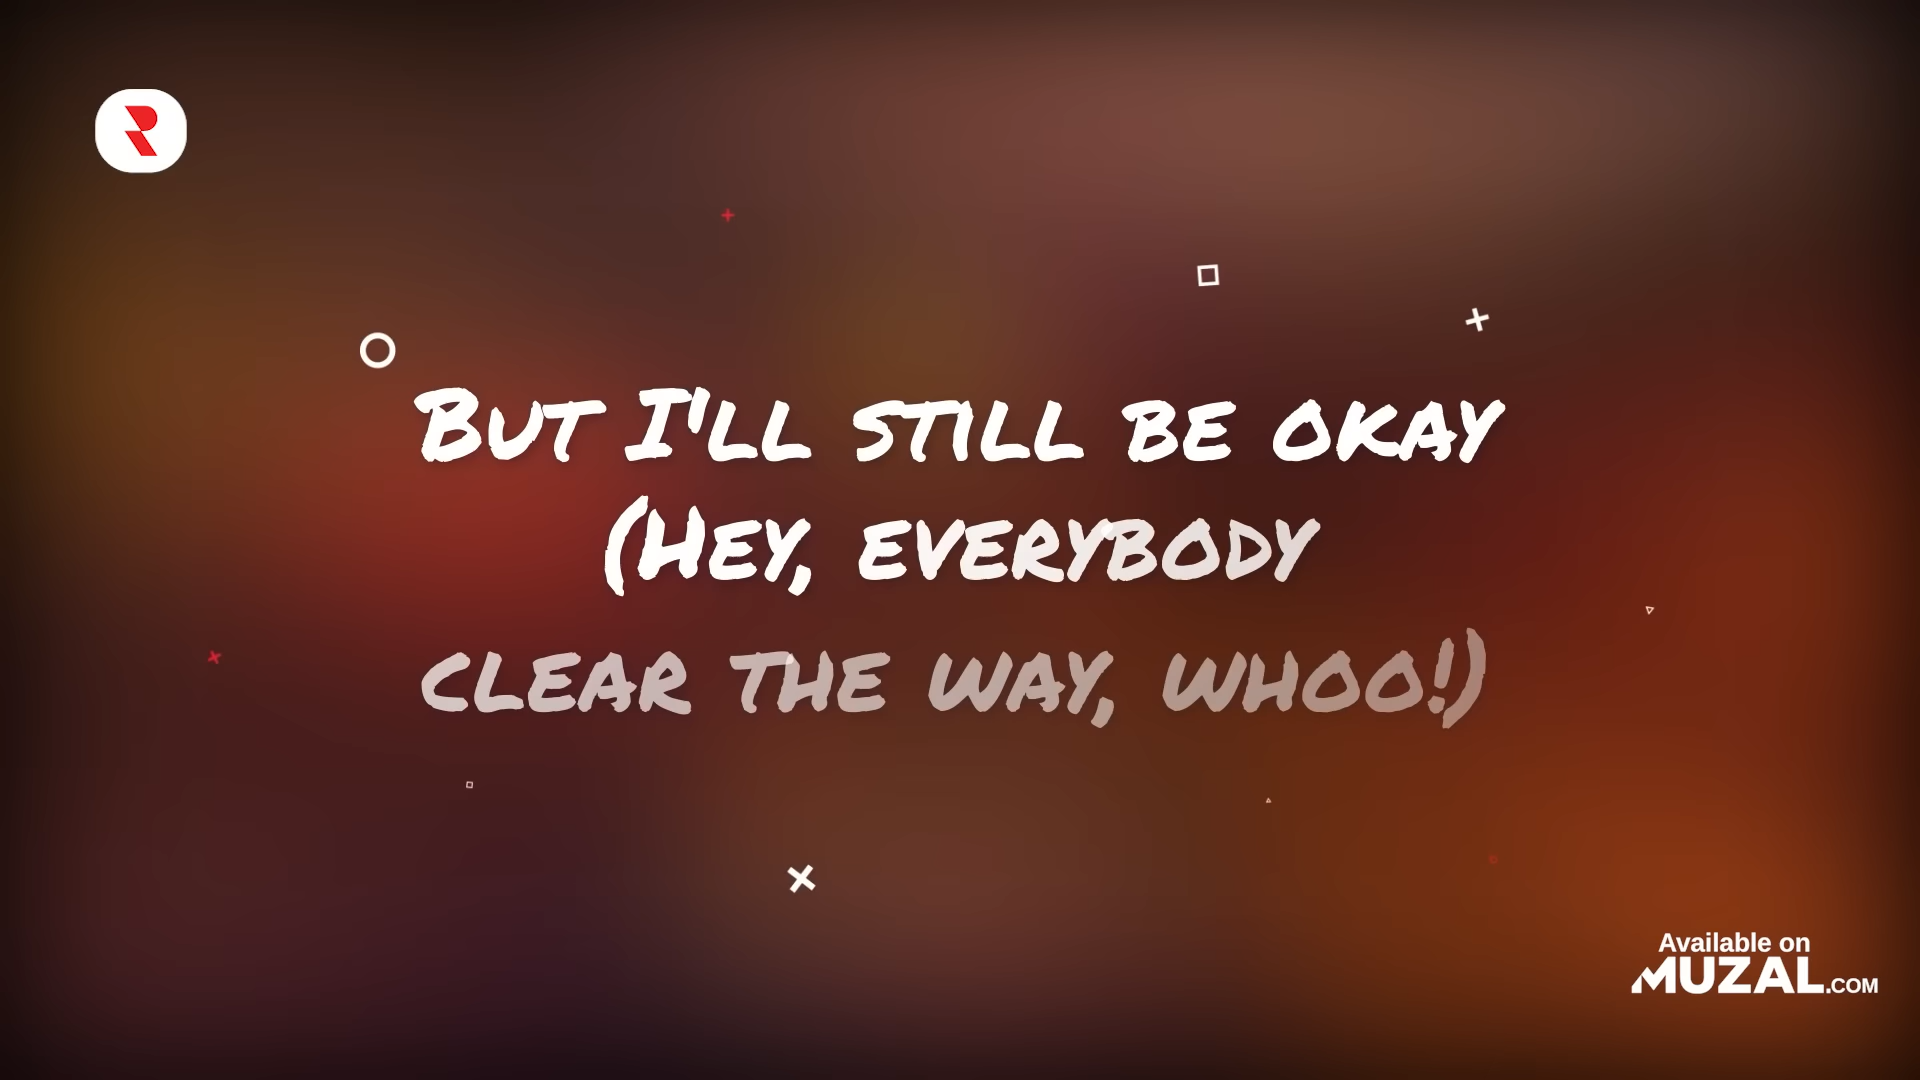 R
But I'll still be okay
(Hey, everybody
clear the way, whoo!)
Available on
MUZAL.COM